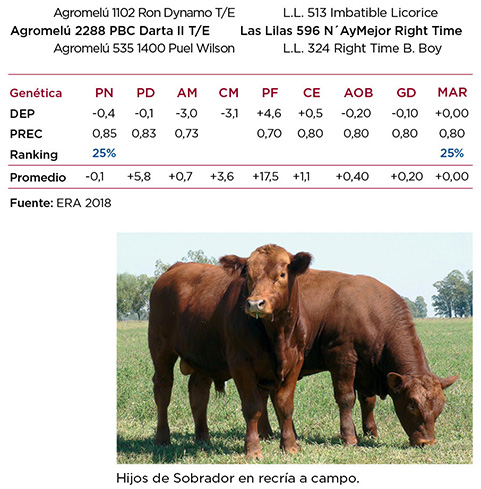 Agromelú 1102 Ron Dynamo T/E L.L. 513 Imbatible Licorice
Agromelú 2288 PBC Darta II T/E Las Lilas 596 N´AyMejor Right Time
Agromelú 535 1400 Puel Wilson L.L. 324 Right Time B. Boy
Genética PN PD AM CM PF CE AOB GD MAR
DEP -0,4 -0,1 -3,0 -3,1 +4,6 +0,5 -0,20 -0,10 +0,00
PREC 0,85 0,83 0,73 0,70 0,80 0,80 0,80 0,80
Ranking 25% 25%
Promedio -0,1 +5,8 +0,7 +3,6 +17,5 +1,1 +0,40 +0,20 +0,00
Fuente: ERA 2018
Hijos de Sobrador en recría a campo.